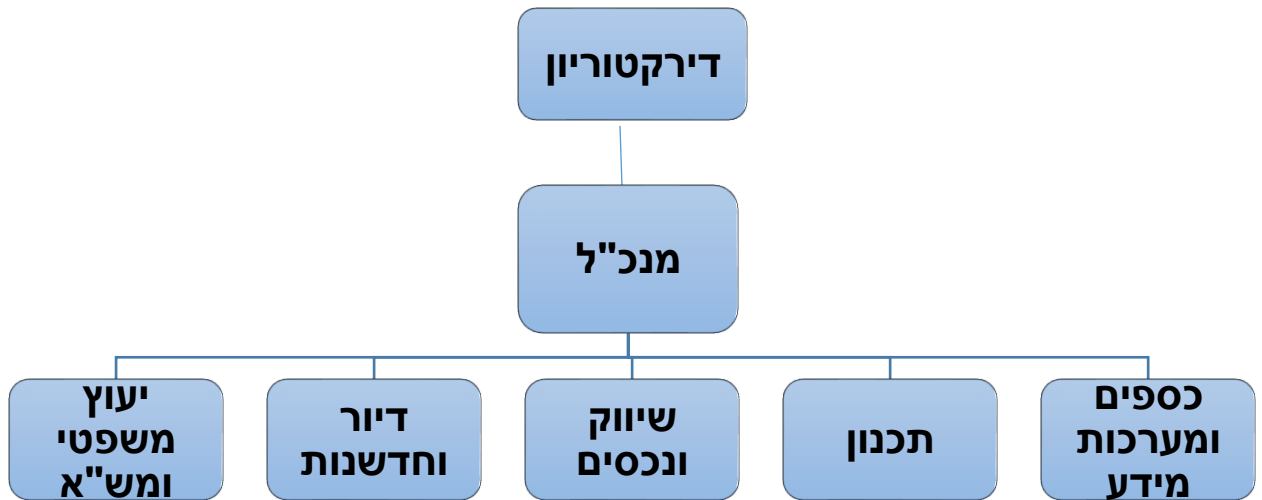 דירקטוריון
מנכ"ל
כספים
ומערכות
מידע
תכנון
שיווק
ונכסים
דיור
וחדשנות
יעוץ
משפטי
ומש"א